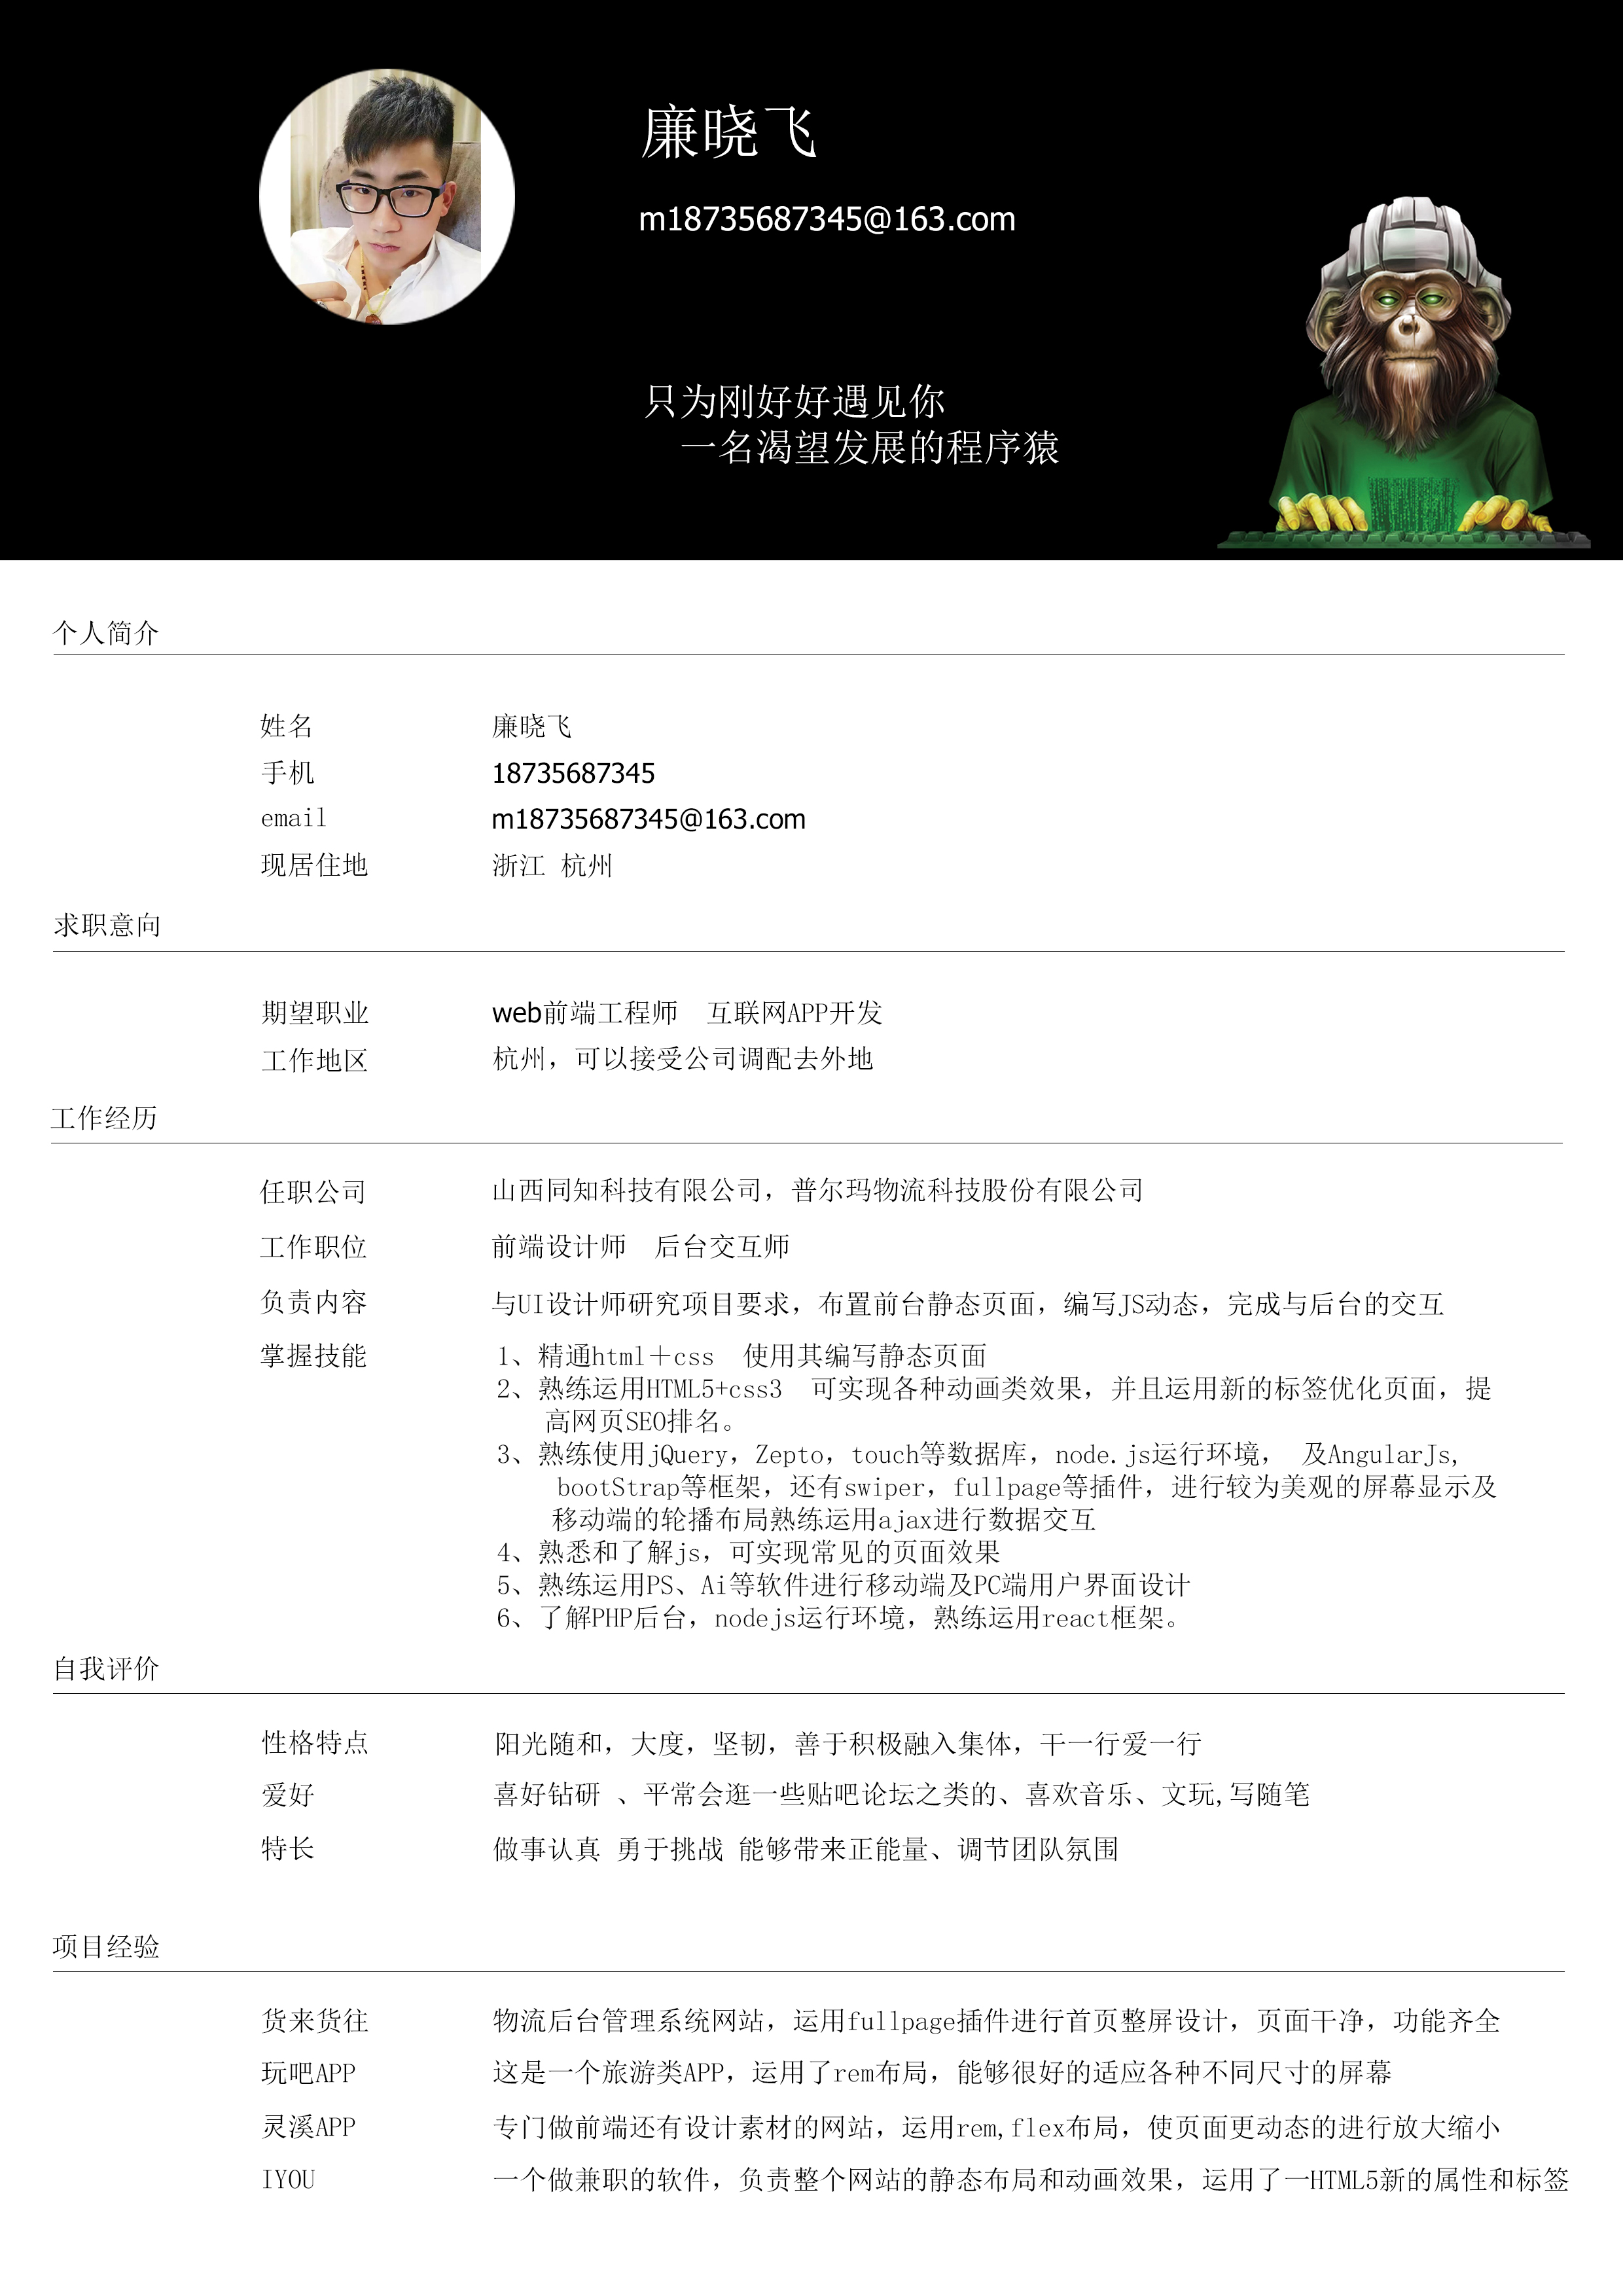 廉晓飞
m18735687345@163.com
只为刚好好遇见你
一名渴望发展的程序猿
个人简介
姓名 廉晓飞
手机 18735687345
email m18735687345@163.com
现居住地 浙江 杭州
求职意向
期望职业 web前端工程师 互联网APP开发
工作地区 杭州，可以接受公司调配去外地
工作经历
任职公司 山西同知科技有限公司，普尔玛物流科技股份有限公司
工作职位 前端设计师 后台交互师
负责内容 与UI设计师研究项目要求，布置前台静态页面，编写JS动态，完成与后台的交互
掌握技能 1、精通html＋css 使用其编写静态页面
2、熟练运用HTML5+css3 可实现各种动画类效果，并且运用新的标签优化页面，提
高网页SEO排名。
3、熟练使用jQuery，Zepto，touch等数据库，node.js运行环境， 及AngularJs,
bootStrap等框架，还有swiper，fullpage等插件，进行较为美观的屏幕显示及
移动端的轮播布局熟练运用ajax进行数据交互
4、熟悉和了解js，可实现常见的页面效果
5、熟练运用PS、Ai等软件进行移动端及PC端用户界面设计
6、了解PHP后台，nodejs运行环境，熟练运用react框架。
自我评价
性格特点 阳光随和，大度，坚韧，善于积极融入集体，干一行爱一行
爱好 喜好钻研 、平常会逛一些贴吧论坛之类的、喜欢音乐、文玩,写随笔
特长 做事认真 勇于挑战 能够带来正能量、调节团队氛围
项目经验
货来货往 物流后台管理系统网站，运用fullpage插件进行首页整屏设计，页面干净，功能齐全
玩吧APP 这是一个旅游类APP，运用了rem布局，能够很好的适应各种不同尺寸的屏幕
灵溪APP 专门做前端还有设计素材的网站，运用rem,flex布局，使页面更动态的进行放大缩小
IYOU 一个做兼职的软件，负责整个网站的静态布局和动画效果，运用了一HTML5新的属性和标签